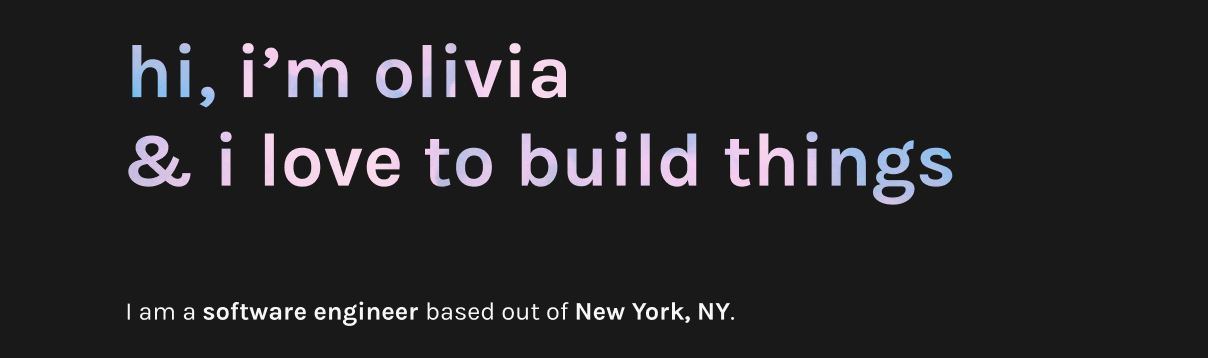 hi, i’m olivia
& i love to build things
I am a software engineer based out of New York, NY.